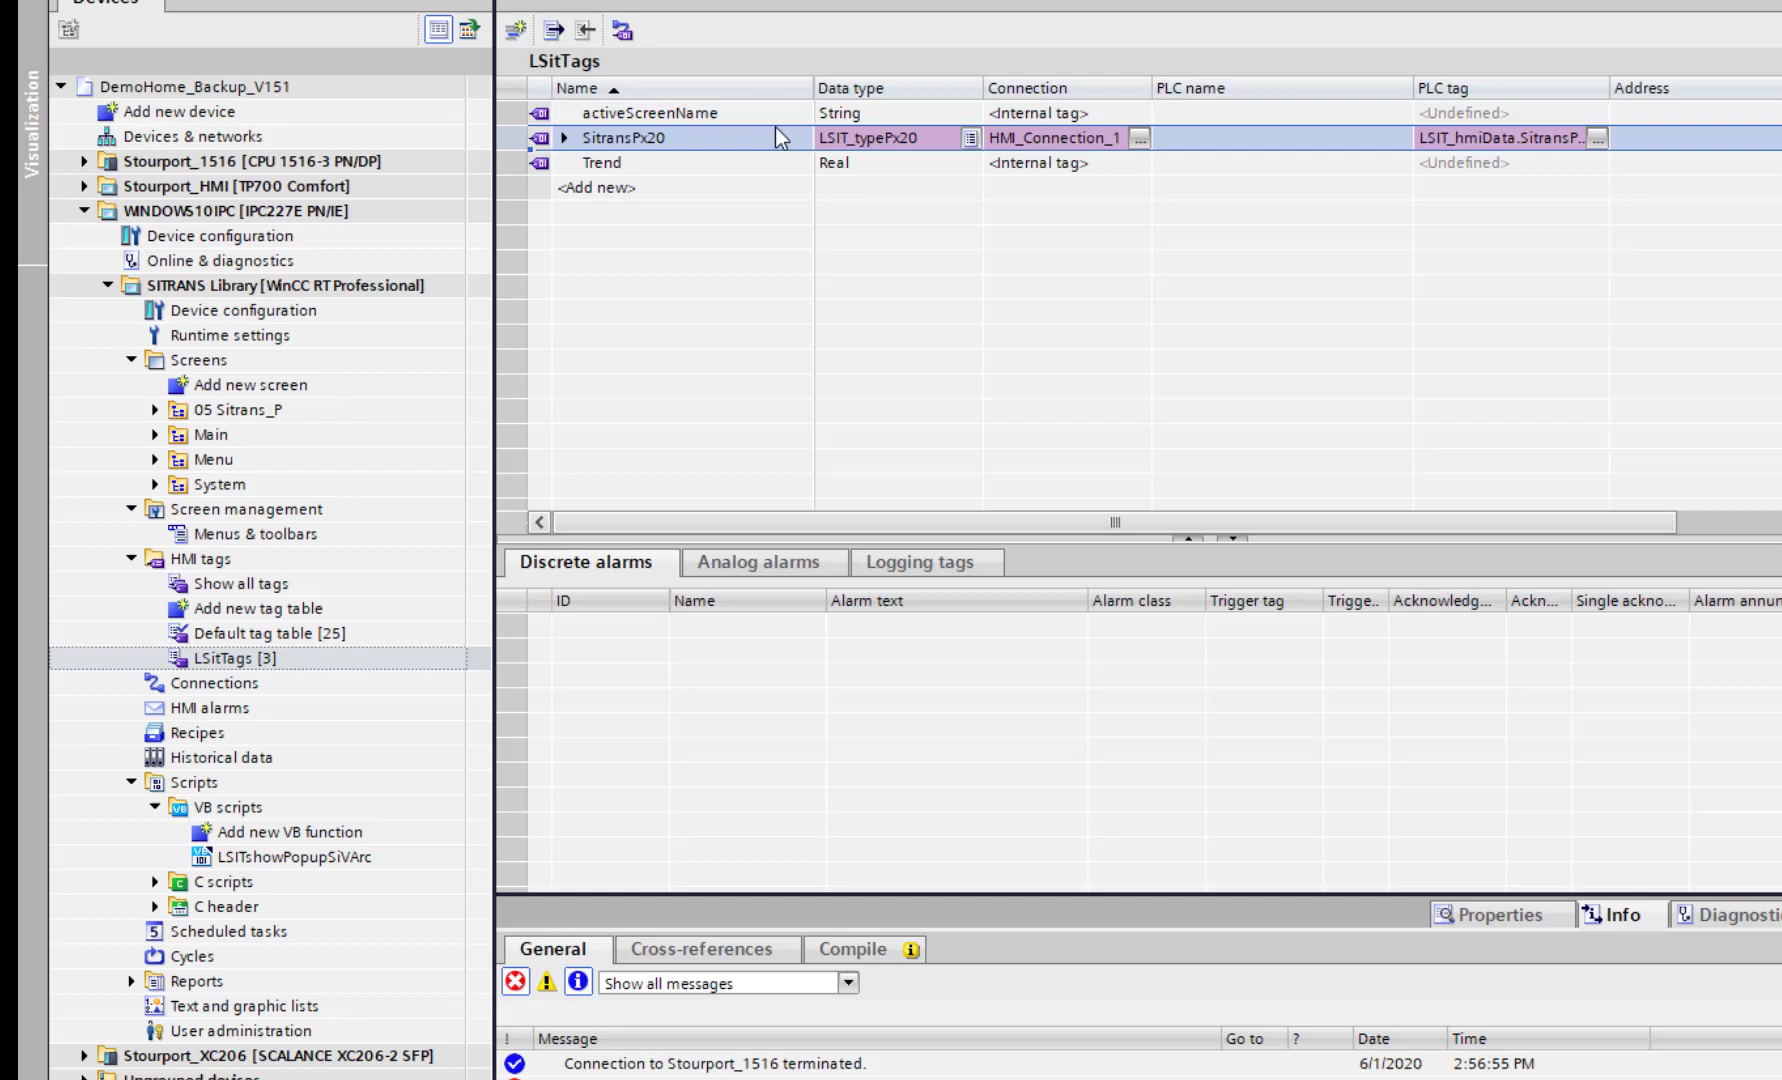 Devices
Visualization
DemoHome_Backup_V151
Add new device
Devices & networks
Stourport_1516 [CPU 1516-3 PN/DP]
Stourport_HMI [TP700 Comfort]
WINDOWS10IPC [IPC227E PN/IE]
Device configuration
Online & diagnostics
SITRANS Library [WinCC RT Professional]
Device configuration
Runtime settings
Screens
Add new screen
05 Sitrans_P
Main
Menu
System
Screen management
Menus & toolbars
HMI tags
Show all tags
Add new tag table
Default tag table [25]
LSitTags [3]
Connections
HMI alarms
Recipes
Historical data
Scripts
VB scripts
Add new VB function
LSITshowPopupSiVArc
C scripts
C header
Scheduled tasks
Cycles
Reports
Text and graphic lists
User administration
Stourport_XC206 [SCALANCE XC206-2 SFP]
Ungrouped devices
LSitTags
Name Data type Connection PLC name PLC tag Address
activeScreenName String <Internal tag> <Undefined>
SitransPx20 LSIT_typePx20 HMI_Connection_1 ... LSIT_hmiData.SitransP... ...
Trend Real <Internal tag> <Undefined>
<Add new>
Discrete alarms Analog alarms Logging tags
ID Name Alarm text Alarm class Trigger tag Trigge.. Acknowledg... Ackn... Single ackno... Alarm annun
Properties Info Diagnosti
General Cross-references Compile
Show all messages
! Message Go to ? Date Time
Connection to Stourport_1516 terminated. 6/1/2020 2:56:55 PM